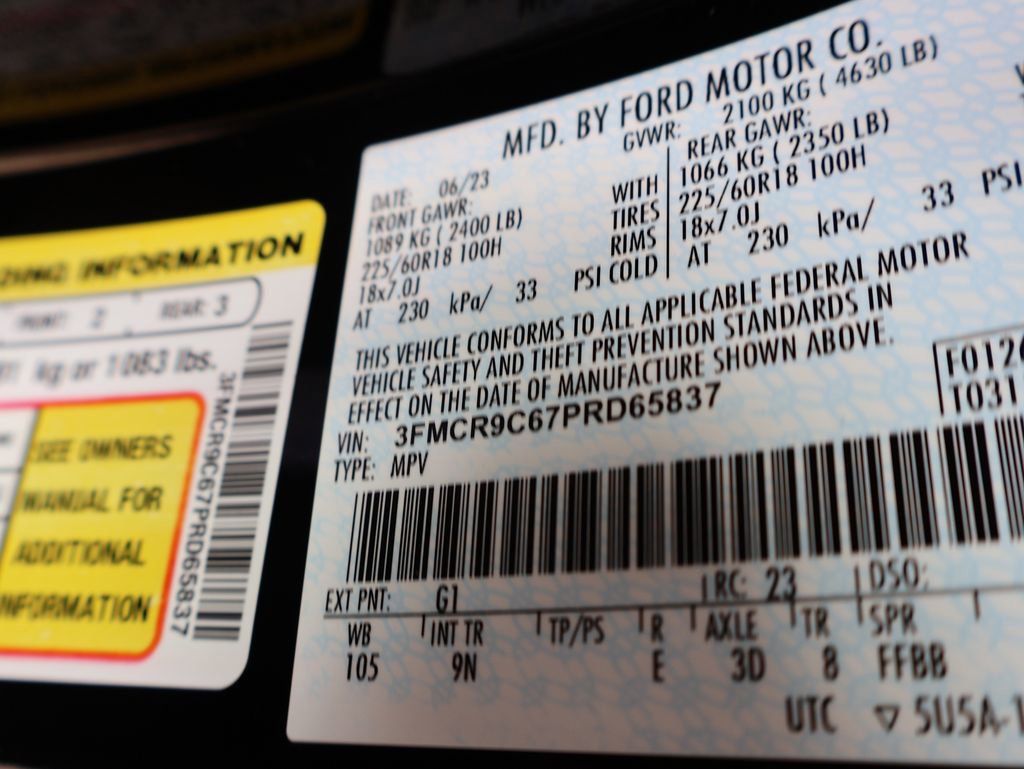 INFORMATION
FRONT: 2 REAR: 3
kg or 1083 lbs.
SEE OWNERS
MANUAL FOR
ADDITIONAL
INFORMATION
3FMCR9C67PRD65837
MFD. BY FORD MOTOR CO.
DATE: 06/23 GVWR: 2100 KG ( 4630 LB)
FRONT GAWR: REAR GAWR:
1089 KG ( 2400 LB) WITH 1066 KG ( 2350 LB)
225/60R18 100H TIRES 225/60R18 100H
18x7.0J RIMS 18x7.0J
AT 230 kPa/ 33 PSI COLD AT 230 kPa/ 33 PSI
THIS VEHICLE CONFORMS TO ALL APPLICABLE FEDERAL MOTOR
VEHICLE SAFETY AND THEFT PREVENTION STANDARDS IN
EFFECT ON THE DATE OF MANUFACTURE SHOWN ABOVE.
VIN: 3FMCR9C67PRD65837
TYPE: MPV
F012
T031
EXT PNT: G1 RC: 23 DSO:
WB INT TR TP/PS R AXLE TR SPR
105 9N E 3D 8 FFBB
UTC ▽ 5U5A-1